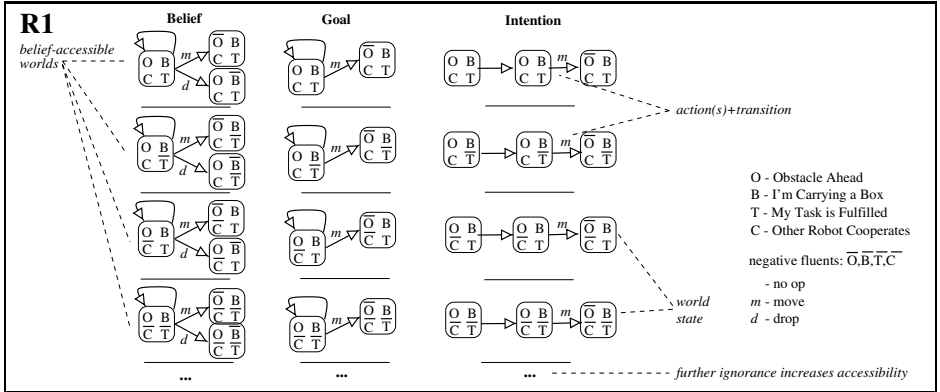 R1
Belief
Goal
Intention
belief-accessible
worlds
O B
C T
m
O̅ B
C T
d
O B̅
C T
O B
C T
m
O̅ B
C T
O B
C T
O B
C T
m
O̅ B
C T
O B
C T̅
m
O̅ B
C T̅
d
O B̅
C T̅
O B
C T̅
m
O̅ B
C T̅
O B
C T̅
O B
C T̅
m
O̅ B
C T̅
O B
C̅ T
m
O̅ B
C̅ T
d
O B̅
C̅ T
O B
C̅ T
m
O̅ B
C̅ T
O B
C̅ T
O B
C̅ T
m
O̅ B
C̅ T
O B
C̅ T̅
m
O̅ B
C̅ T̅
d
O B̅
C̅ T̅
O B
C̅ T̅
m
O̅ B
C̅ T̅
O B
C̅ T̅
O B
C̅ T̅
m
O̅ B
C̅ T̅
...
...
...
action(s)+transition
O - Obstacle Ahead
B - I'm Carrying a Box
T - My Task is Fulfilled
C - Other Robot Cooperates
negative fluents: O̅,B̅,T̅,C̅
- no op
m - move
d - drop
world
state
further ignorance increases accessibility